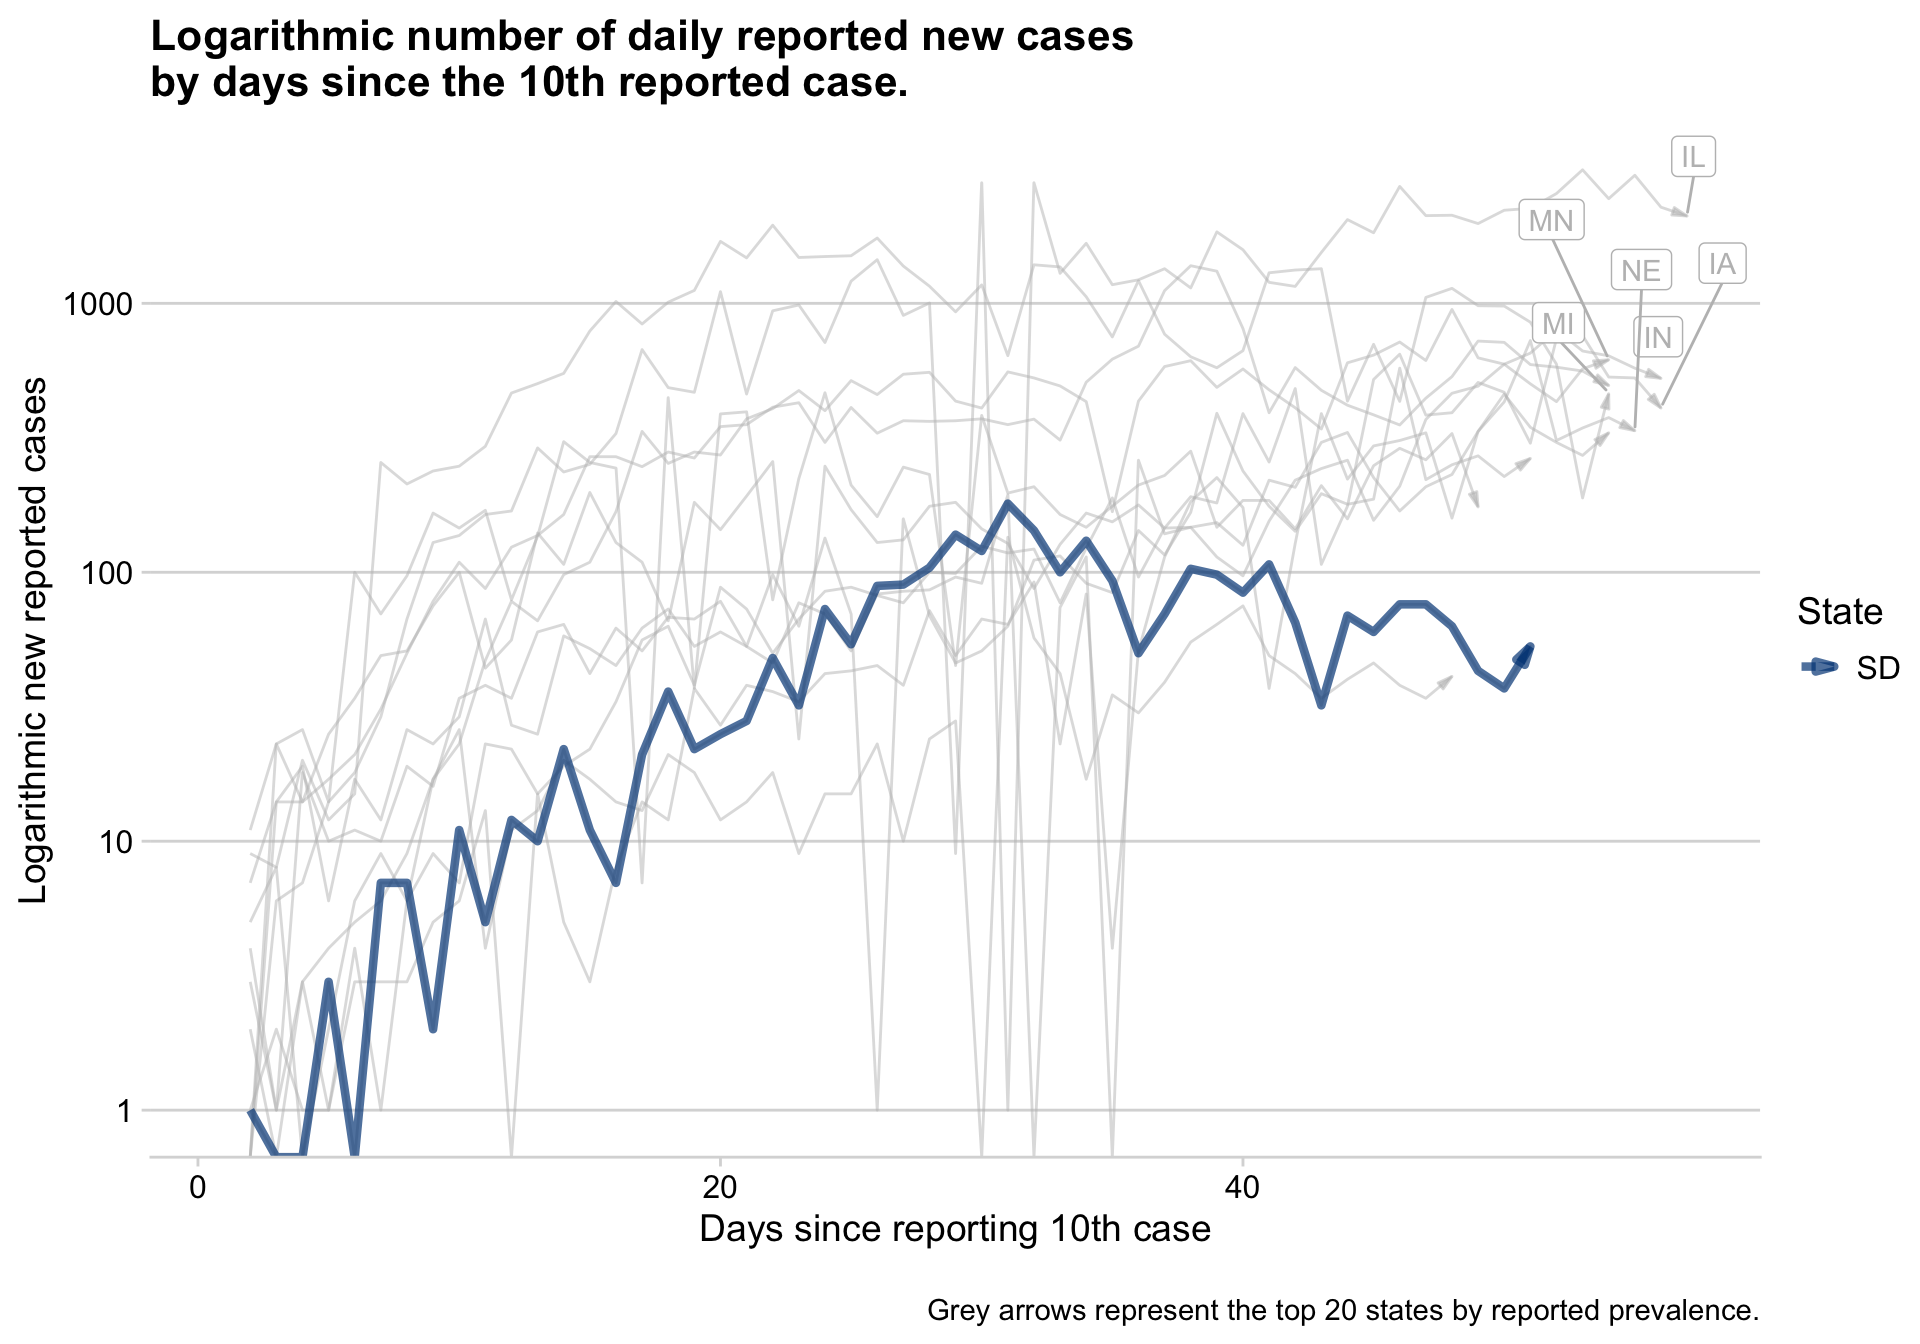 Logarithmic number of daily reported new cases
by days since the 10th reported case.
IL
MN
NE
IA
MI
IN
1000
100
10
1
Logarithmic new reported cases
State
SD
0
20
40
Days since reporting 10th case
Grey arrows represent the top 20 states by reported prevalence.